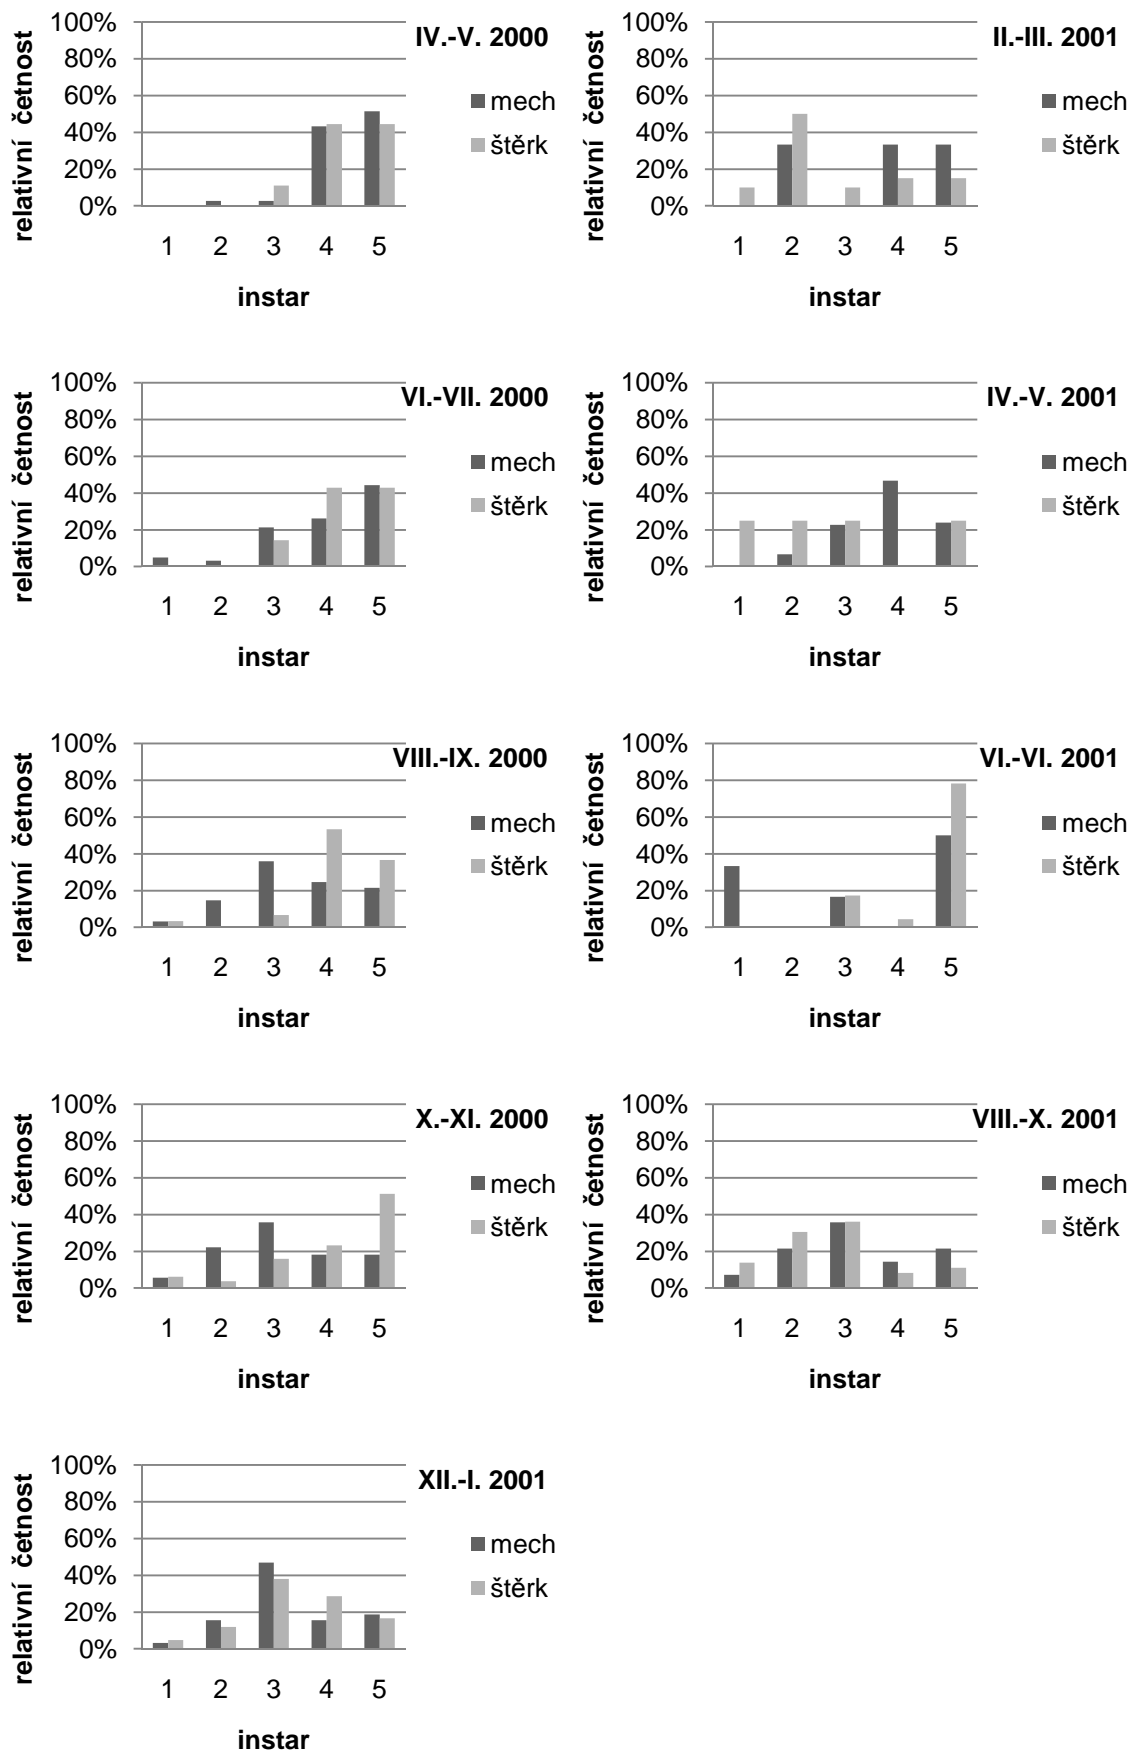 IV.-V. 2000
relativní četnost
100%
80%
60%
40%
20%
0%
mech
štěrk
1 2 3 4 5
instar
II.-III. 2001
relativní četnost
100%
80%
60%
40%
20%
0%
mech
štěrk
1 2 3 4 5
instar
VI.-VII. 2000
relativní četnost
100%
80%
60%
40%
20%
0%
mech
štěrk
1 2 3 4 5
instar
IV.-V. 2001
relativní četnost
100%
80%
60%
40%
20%
0%
mech
štěrk
1 2 3 4 5
instar
VIII.-IX. 2000
relativní četnost
100%
80%
60%
40%
20%
0%
mech
štěrk
1 2 3 4 5
instar
VI.-VI. 2001
relativní četnost
100%
80%
60%
40%
20%
0%
mech
štěrk
1 2 3 4 5
instar
X.-XI. 2000
relativní četnost
100%
80%
60%
40%
20%
0%
mech
štěrk
1 2 3 4 5
instar
VIII.-X. 2001
relativní četnost
100%
80%
60%
40%
20%
0%
mech
štěrk
1 2 3 4 5
instar
XII.-I. 2001
relativní četnost
100%
80%
60%
40%
20%
0%
mech
štěrk
1 2 3 4 5
instar